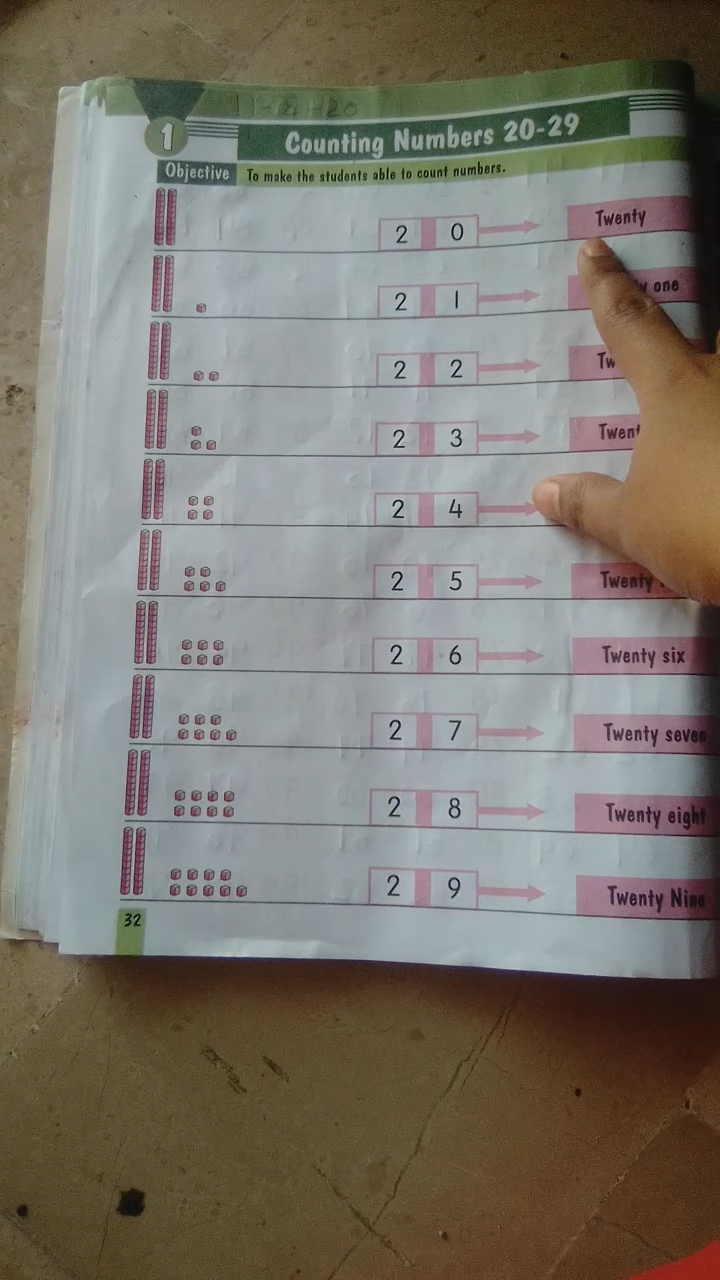 1
Counting Numbers 20-29
Objective To make the students able to count numbers.
2 0 Twenty
2 1 one
2 2
2 3
2 4
2 5 Twenty
2 6 Twenty six
2 7 Twenty seven
2 8 Twenty eight
2 9 Twenty Nine
32